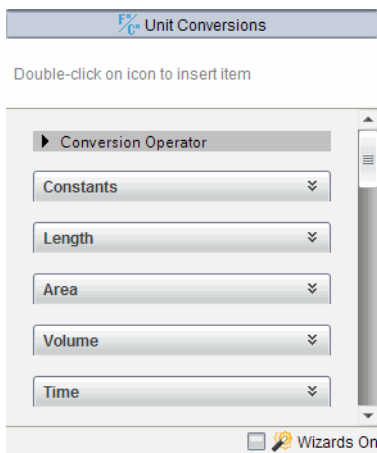 F°/C° Unit Conversions
Double-click on icon to insert item
Conversion Operator
Constants
Length
Area
Volume
Time
Wizards On